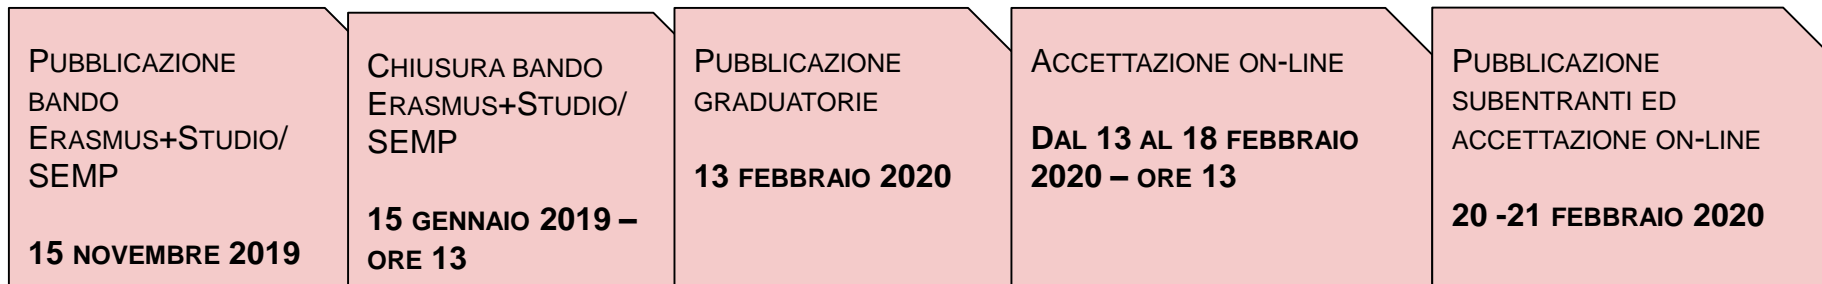 PUBBLICAZIONE
BANDO
ERASMUS+STUDIO/
SEMP
15 NOVEMBRE 2019
CHIUSURA BANDO
ERASMUS+STUDIO/
SEMP
15 GENNAIO 2019 –
ORE 13
PUBBLICAZIONE
GRADUATORIE
13 FEBBRAIO 2020
ACCETTAZIONE ON-LINE
DAL 13 AL 18 FEBBRAIO
2020 – ORE 13
PUBBLICAZIONE
SUBENTRANTI ED
ACCETTAZIONE ON-LINE
20 -21 FEBBRAIO 2020